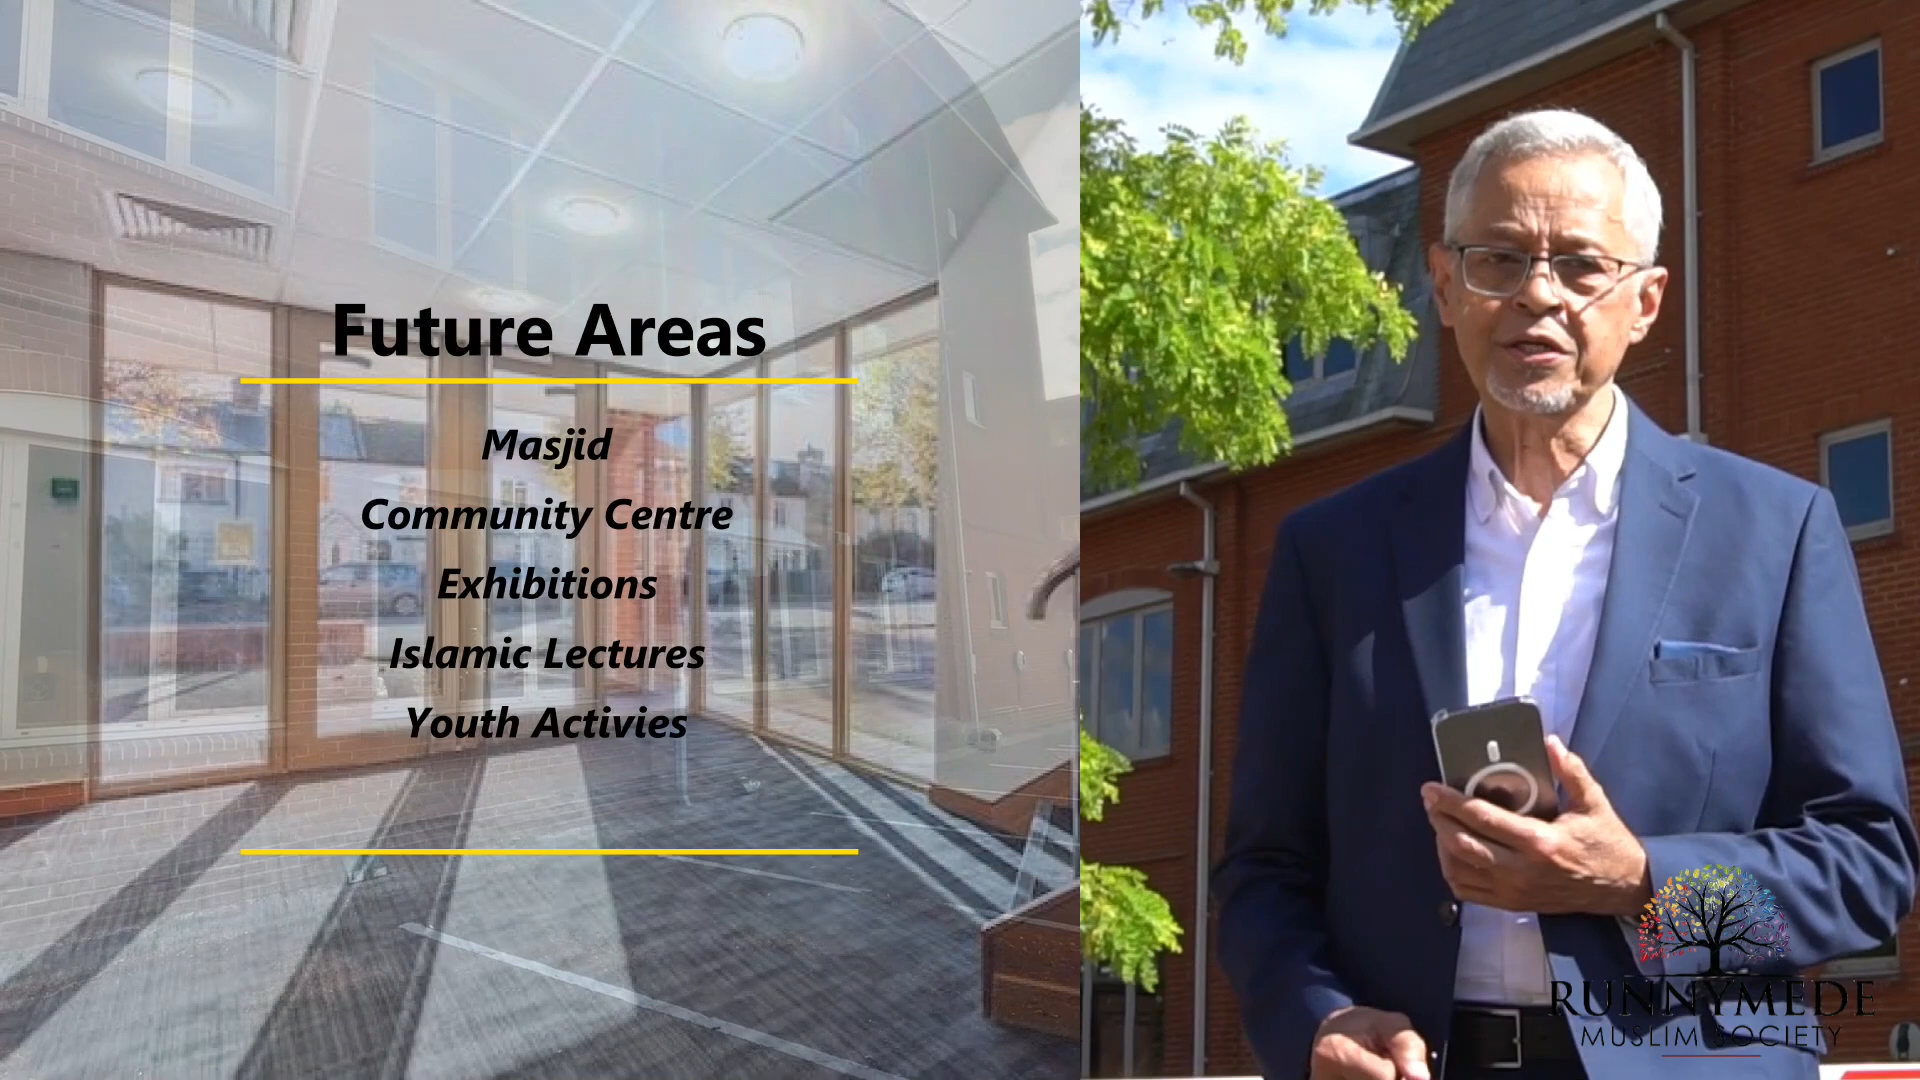 Future Areas
Masjid
Community Centre
Exhibitions
Islamic Lectures
Youth Activies
RUNNYMEDE
MUSLIM SOCIETY